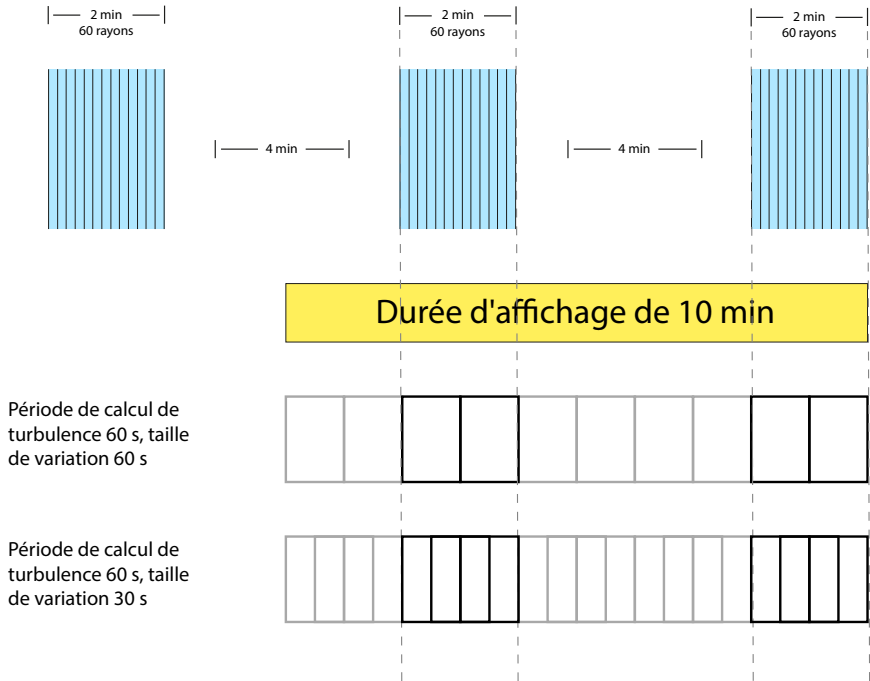 2 min
60 rayons
2 min
60 rayons
2 min
60 rayons
4 min
4 min
Durée d'affichage de 10 min
Période de calcul de
turbulence 60 s, taille
de variation 60 s
Période de calcul de
turbulence 60 s, taille
de variation 30 s